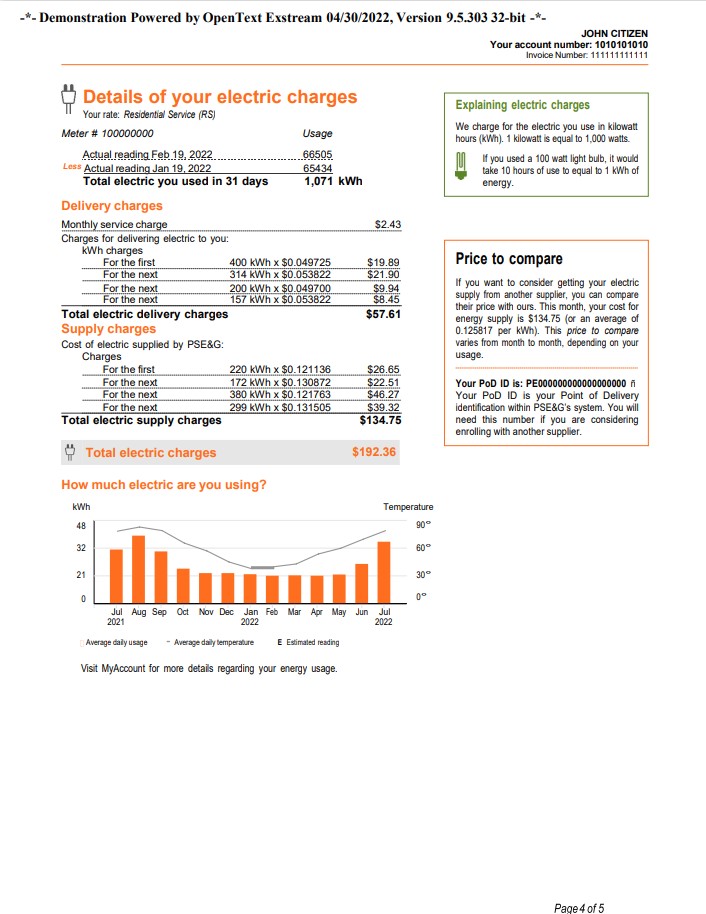 -*- Demonstration Powered by OpenText Exstream 04/30/2022, Version 9.5.303 32-bit -*-
JOHN CITIZEN
Your account number: 1010101010
Invoice Number: 111111111111
Details of your electric charges
Your rate: Residential Service (RS)
Meter # 100000000 Usage
Actual reading Feb 19, 2022 66505
Less Actual reading Jan 19, 2022 65434
Total electric you used in 31 days 1,071 kWh
Delivery charges
Monthly service charge $2.43
Charges for delivering electric to you:
kWh charges
For the first 400 kWh x $0.049725 $19.89
For the next 314 kWh x $0.053822 $21.90
For the next 200 kWh x $0.049700 $9.94
For the next 157 kWh x $0.053822 $8.45
Total electric delivery charges $57.61
Supply charges
Cost of electric supplied by PSE&G:
Charges
For the first 220 kWh x $0.121136 $26.65
For the next 172 kWh x $0.130872 $22.51
For the next 380 kWh x $0.121763 $46.27
For the next 299 kWh x $0.131505 $39.32
Total electric supply charges $134.75
Total electric charges $192.36
Explaining electric charges
We charge for the electric you use in kilowatt
hours (kWh). 1 kilowatt is equal to 1,000 watts.
If you used a 100 watt light bulb, it would
take 10 hours of use to equal to 1 kWh of
energy.
Price to compare
If you want to consider getting your electric
supply from another supplier, you can compare
their price with ours. This month, your cost for
energy supply is $134.75 (or an average of
0.125817 per kWh). This price to compare
varies from month to month, depending on your
usage.
Your PoD ID is: PE000000000000000000 ñ
Your PoD ID is your Point of Delivery
identification within PSE&G's system. You will
need this number if you are considering
enrolling with another supplier.
How much electric are you using?
kWh Temperature
48 90°
32 60°
21 30°
0 0°
Jul Aug Sep Oct Nov Dec Jan Feb Mar Apr May Jun Jul
2021 2022 2022
Average daily usage - Average daily temperature E Estimated reading
Visit MyAccount for more details regarding your energy usage.
Page 4 of 5